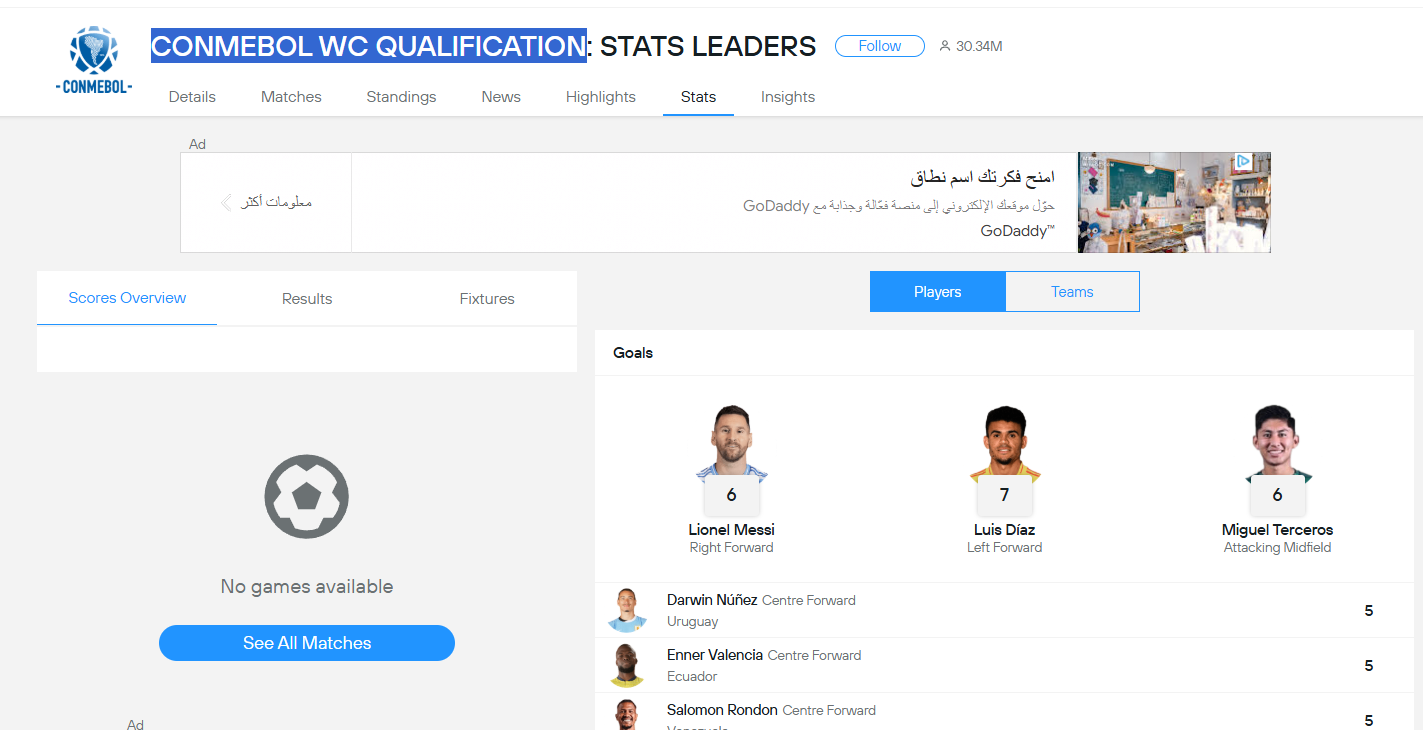 CONMEBOL WC QUALIFICATION: STATS LEADERS
Follow
30.34M
-CONMEBOL-
Details
Matches
Standings
News
Highlights
Stats
Insights
Ad
امنح فكرتك اسم نطاق
حوّل موقعك الإلكتروني إلى منصة فعّالة وجذابة مع GoDaddy
GoDaddy™
معلومات أكثر
Scores Overview
Results
Fixtures
No games available
See All Matches
Ad
Players
Teams
Goals
6
7
6
Lionel Messi
Luis Díaz
Miguel Terceros
Right Forward
Left Forward
Attacking Midfield
Darwin Núñez Centre Forward
Uruguay
5
Enner Valencia Centre Forward
Ecuador
5
Salomon Rondon Centre Forward
Venezuela
5